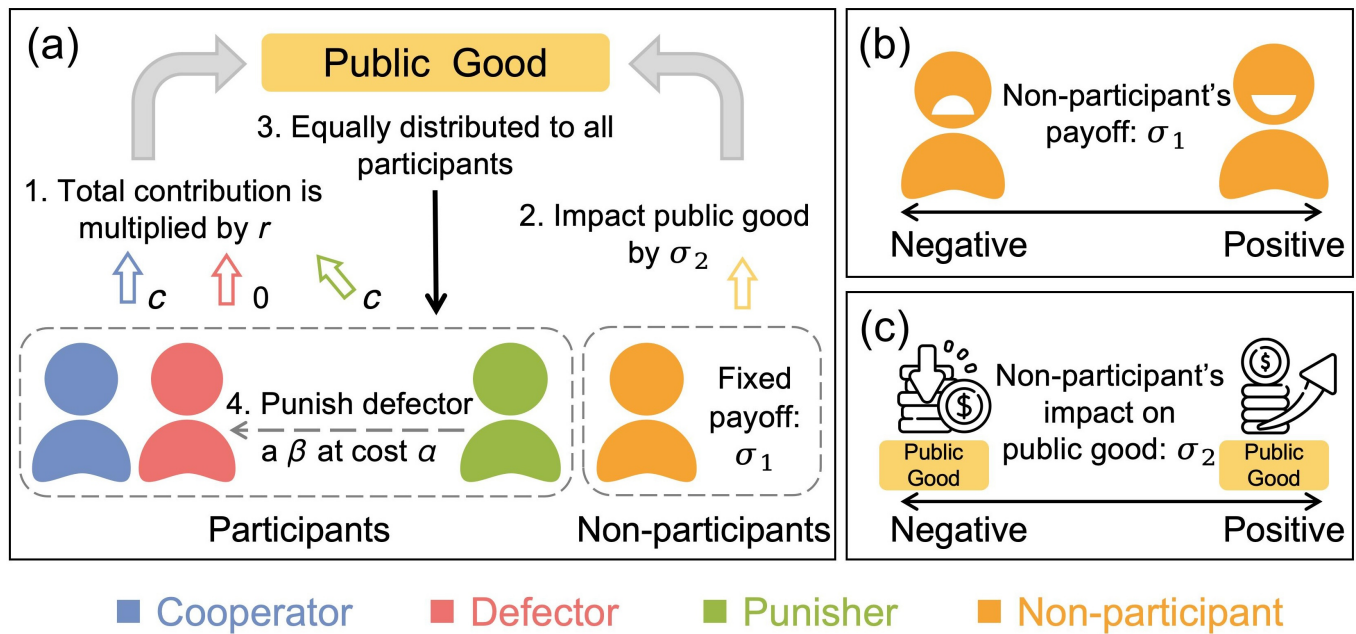 (a)
Public Good
3. Equally distributed to all
participants
1. Total contribution is
multiplied by r
2. Impact public good
by σ₂
c
0
c
4. Punish defector
a β at cost α
Fixed
payoff:
σ₁
Participants
Non-participants
(b)
Non-participant's
payoff: σ₁
Negative
Positive
(c)
$
$
Non-participant's
impact on
public good: σ₂
Public
Good
Public
Good
Negative
Positive
Cooperator
Defector
Punisher
Non-participant